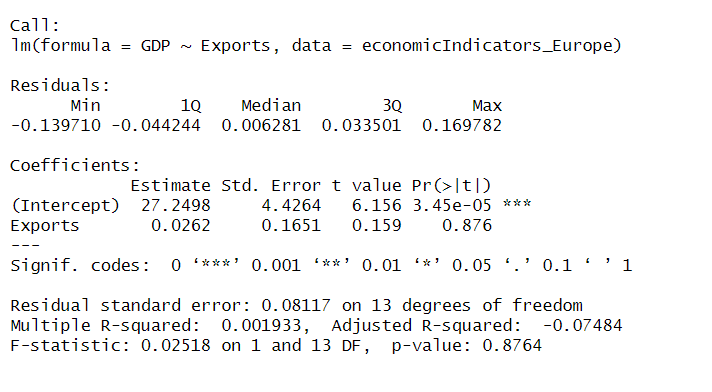 Call:
lm(formula = GDP ~ Exports, data = economicIndicators_Europe)
Residuals:
Min 1Q Median 3Q Max
-0.139710 -0.044244 0.006281 0.033501 0.169782
Coefficients:
Estimate Std. Error t value Pr(>|t|)
(Intercept) 27.2498 4.4264 6.156 3.45e-05 ***
Exports 0.0262 0.1651 0.159 0.876
---
Signif. codes: 0 ‘***’ 0.001 ‘**’ 0.01 ‘*’ 0.05 ‘.’ 0.1 ‘ ’ 1
Residual standard error: 0.08117 on 13 degrees of freedom
Multiple R-squared: 0.001933, Adjusted R-squared: -0.07484
F-statistic: 0.02518 on 1 and 13 DF, p-value: 0.8764